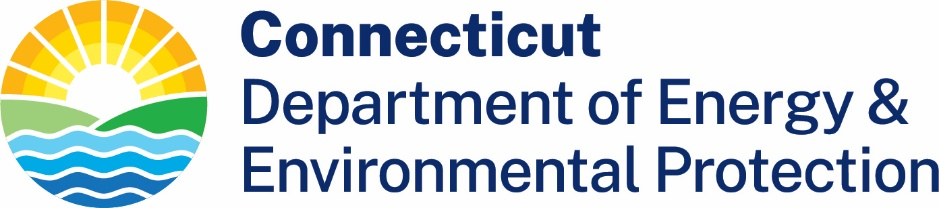 Connecticut
Department of Energy &
Environmental Protection